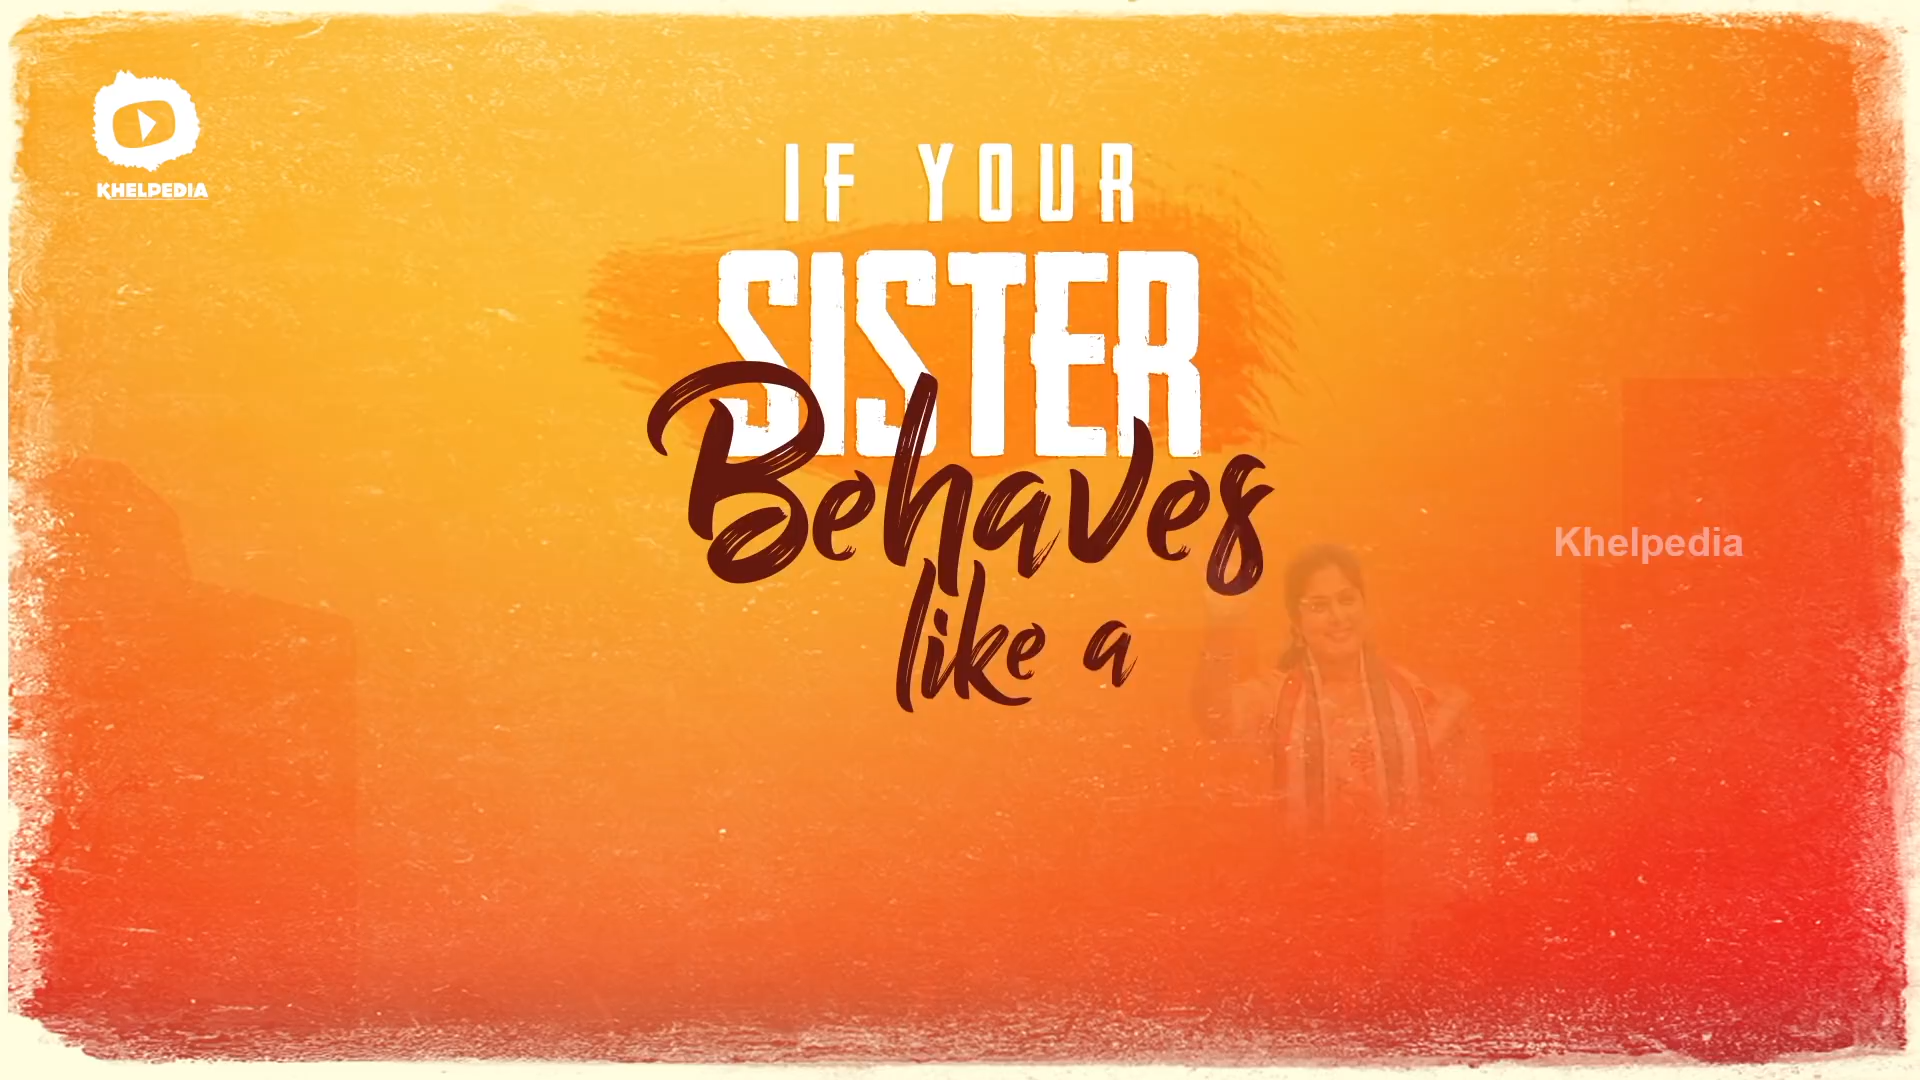 KHELPEDIA
IF YOUR
SISTER
Behaves
like a
Khelpedia